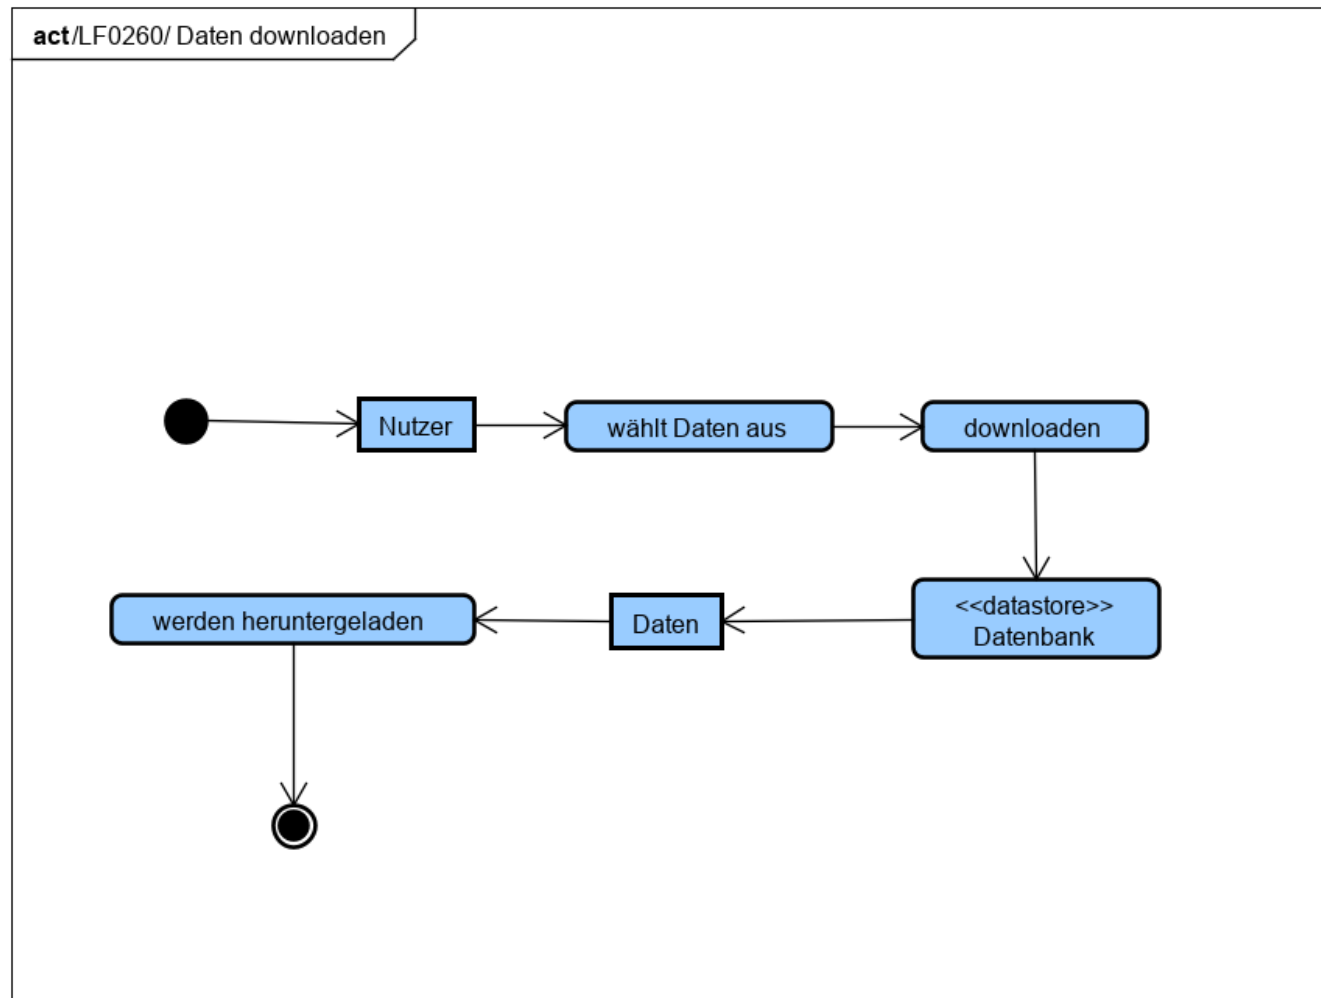 act/LF0260/ Daten downloaden
Nutzer
wählt Daten aus
downloaden
<<datastore>>
Datenbank
Daten
werden heruntergeladen